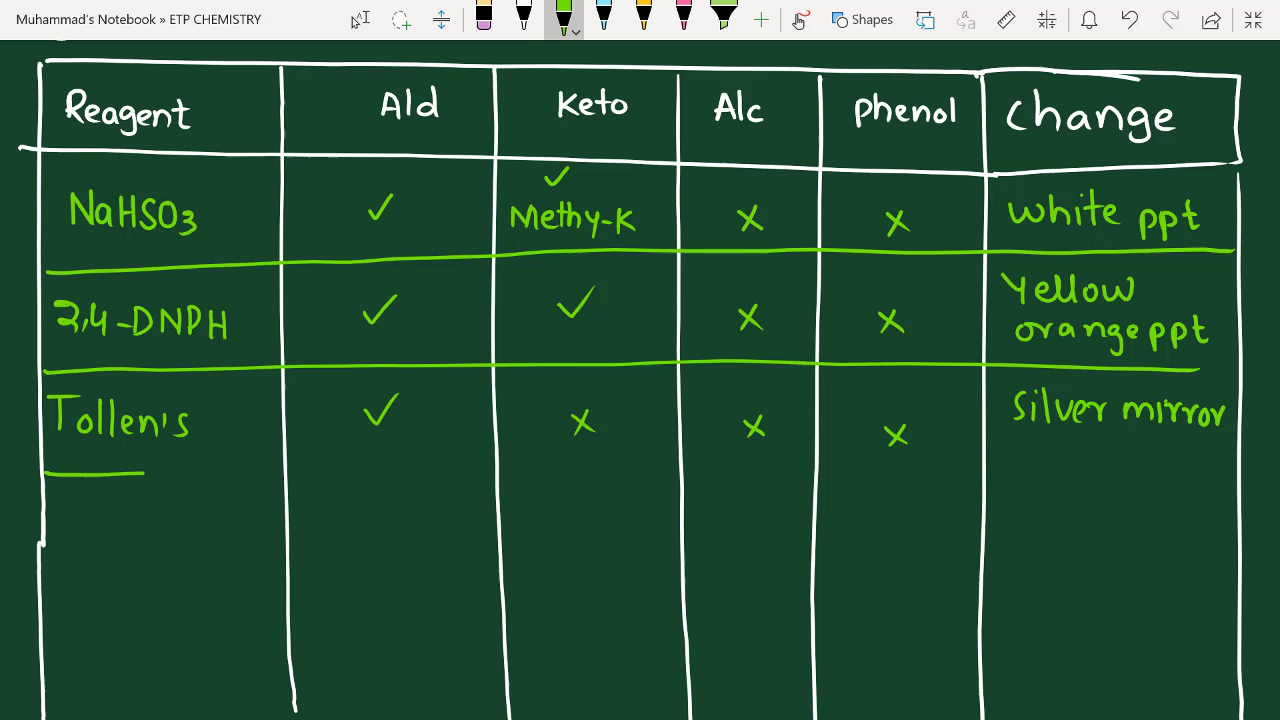 Muhammad's Notebook » ETP CHEMISTRY
Shapes
Reagent Ald Keto Alc Phenol Change
NaHSO3 ✓ ✓ Methy-K x x white ppt
2,4-DNPH ✓ ✓ x x Yellow
orange ppt
Tollen's ✓ x x x Silver mirror